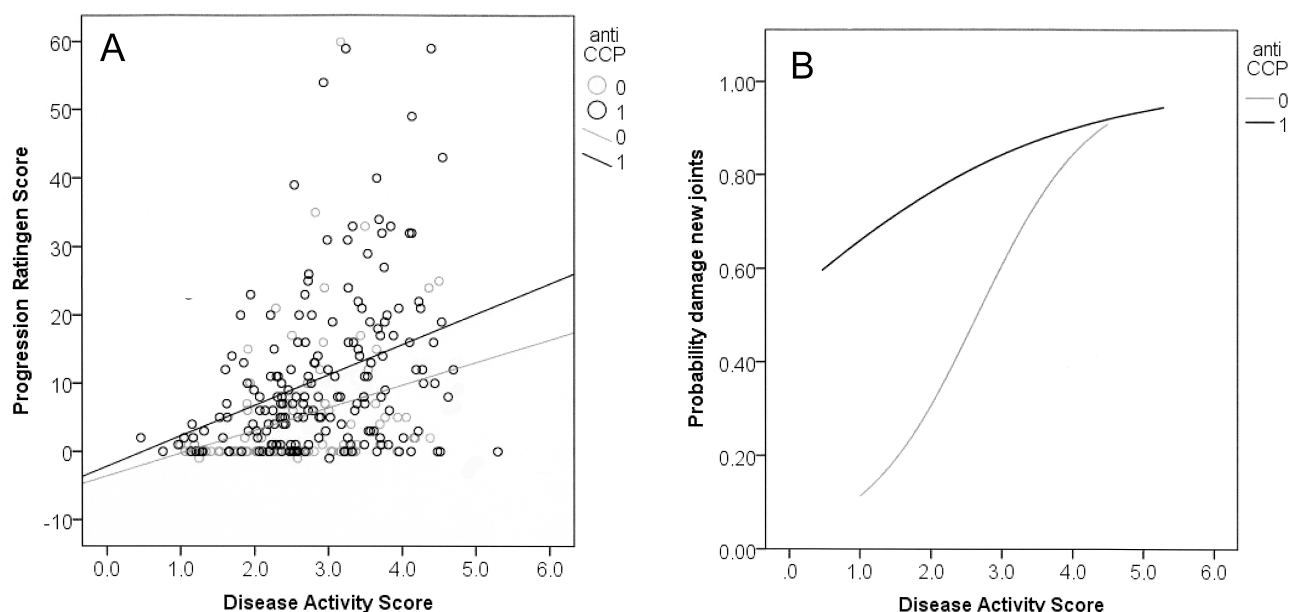 A
anti
CCP
0
1
0
1
60
50
40
30
20
10
0
-10
0.0 1.0 2.0 3.0 4.0 5.0 6.0
Progression Ratingen Score
Disease Activity Score
B
anti
CCP
0
1
1.00
0.80
0.60
0.40
0.20
0.00
.0 1.0 2.0 3.0 4.0 5.0 6.0
Probability damage new joints
Disease Activity Score